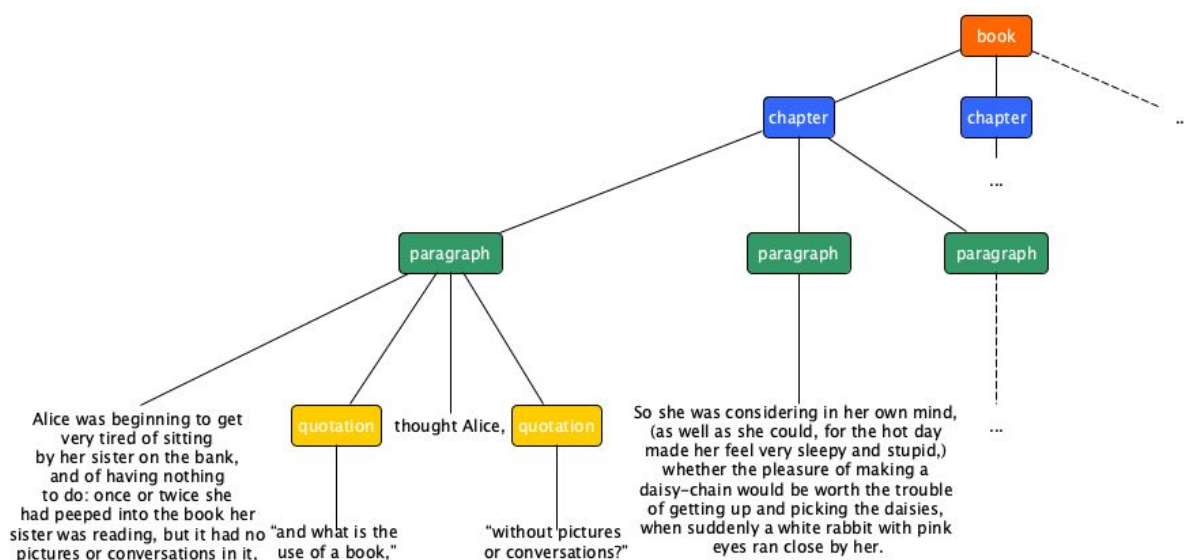 book
chapter
chapter
..
...
paragraph
paragraph
paragraph
Alice was beginning to get
very tired of sitting
by her sister on the bank,
and of having nothing
to do: once or twice she
had peeped into the book her
sister was reading, but it had no
pictures or conversations in it,
quotation
"and what is the
use of a book,"
thought Alice,
quotation
"without pictures
or conversations?"
So she was considering in her own mind,
(as well as she could, for the hot day
made her feel very sleepy and stupid,)
whether the pleasure of making a
daisy-chain would be worth the trouble
of getting up and picking the daisies,
when suddenly a white rabbit with pink
eyes ran close by her.
...